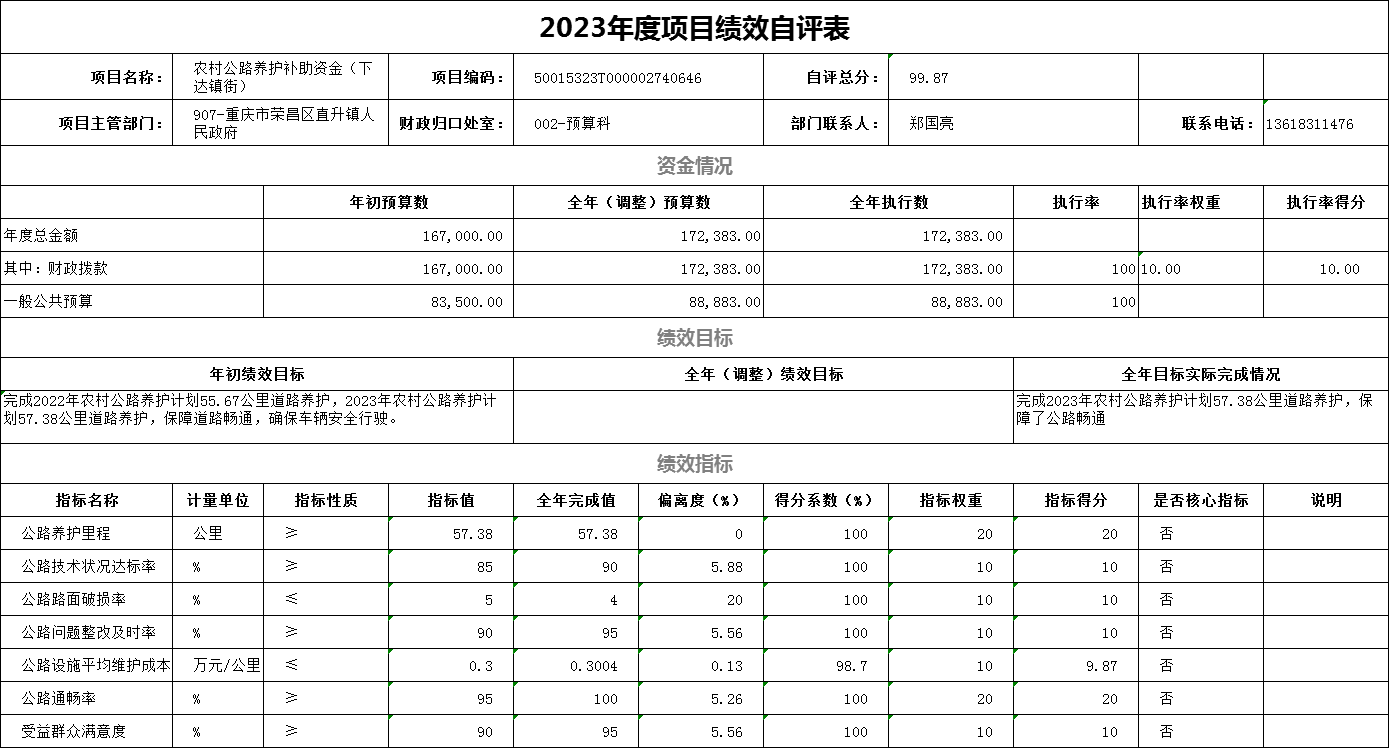 2023年度项目绩效自评表
项目名称： 农村公路养护补助资金（下达镇街） 项目编码： 50015323T000002740646 自评总分： 99.87
项目主管部门： 907-重庆市荣昌区直升镇人民政府 财政归口处室： 002-预算科 部门联系人： 郑国亮 联系电话： 13618311476
资金情况
年初预算数 全年（调整）预算数 全年执行数 执行率 执行率权重 执行率得分
年度总金额 167,000.00 172,383.00 172,383.00
其中：财政拨款 167,000.00 172,383.00 172,383.00 100 10.00 10.00
一般公共预算 83,500.00 88,883.00 88,883.00 100
绩效目标
年初绩效目标 全年（调整）绩效目标 全年目标实际完成情况
完成2022年农村公路养护计划55.67公里道路养护，2023年农村公路养护计
划57.38公里道路养护，保障道路畅通，确保车辆安全行驶。
完成2023年农村公路养护计划57.38公里道路养护，保
障了公路畅通
绩效指标
指标名称 计量单位 指标性质 指标值 全年完成值 偏离度（%） 得分系数（%） 指标权重 指标得分 是否核心指标 说明
公路养护里程 公里 ≥ 57.38 57.38 0 100 20 20 否
公路技术状况达标率 % ≥ 85 90 5.88 100 10 10 否
公路路面破损率 % ≤ 5 4 20 100 10 10 否
公路问题整改及时率 % ≥ 90 95 5.56 100 10 10 否
公路设施平均维护成本 万元/公里 ≤ 0.3 0.3004 0.13 98.7 10 9.87 否
公路通畅率 % ≥ 95 100 5.26 100 20 20 否
受益群众满意度 % ≥ 90 95 5.56 100 10 10 否